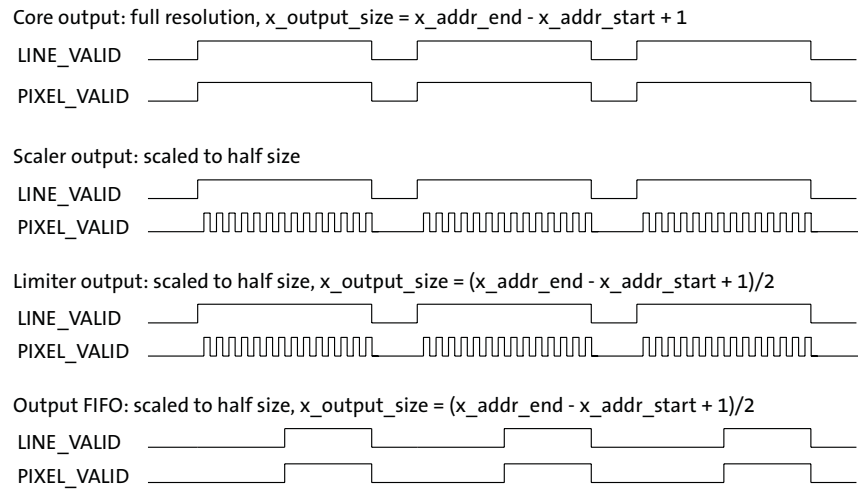 Core output: full resolution, x_output_size = x_addr_end - x_addr_start + 1
LINE_VALID
PIXEL_VALID
Scaler output: scaled to half size
LINE_VALID
PIXEL_VALID
Limiter output: scaled to half size, x_output_size = (x_addr_end - x_addr_start + 1)/2
LINE_VALID
PIXEL_VALID
Output FIFO: scaled to half size, x_output_size = (x_addr_end - x_addr_start + 1)/2
LINE_VALID
PIXEL_VALID